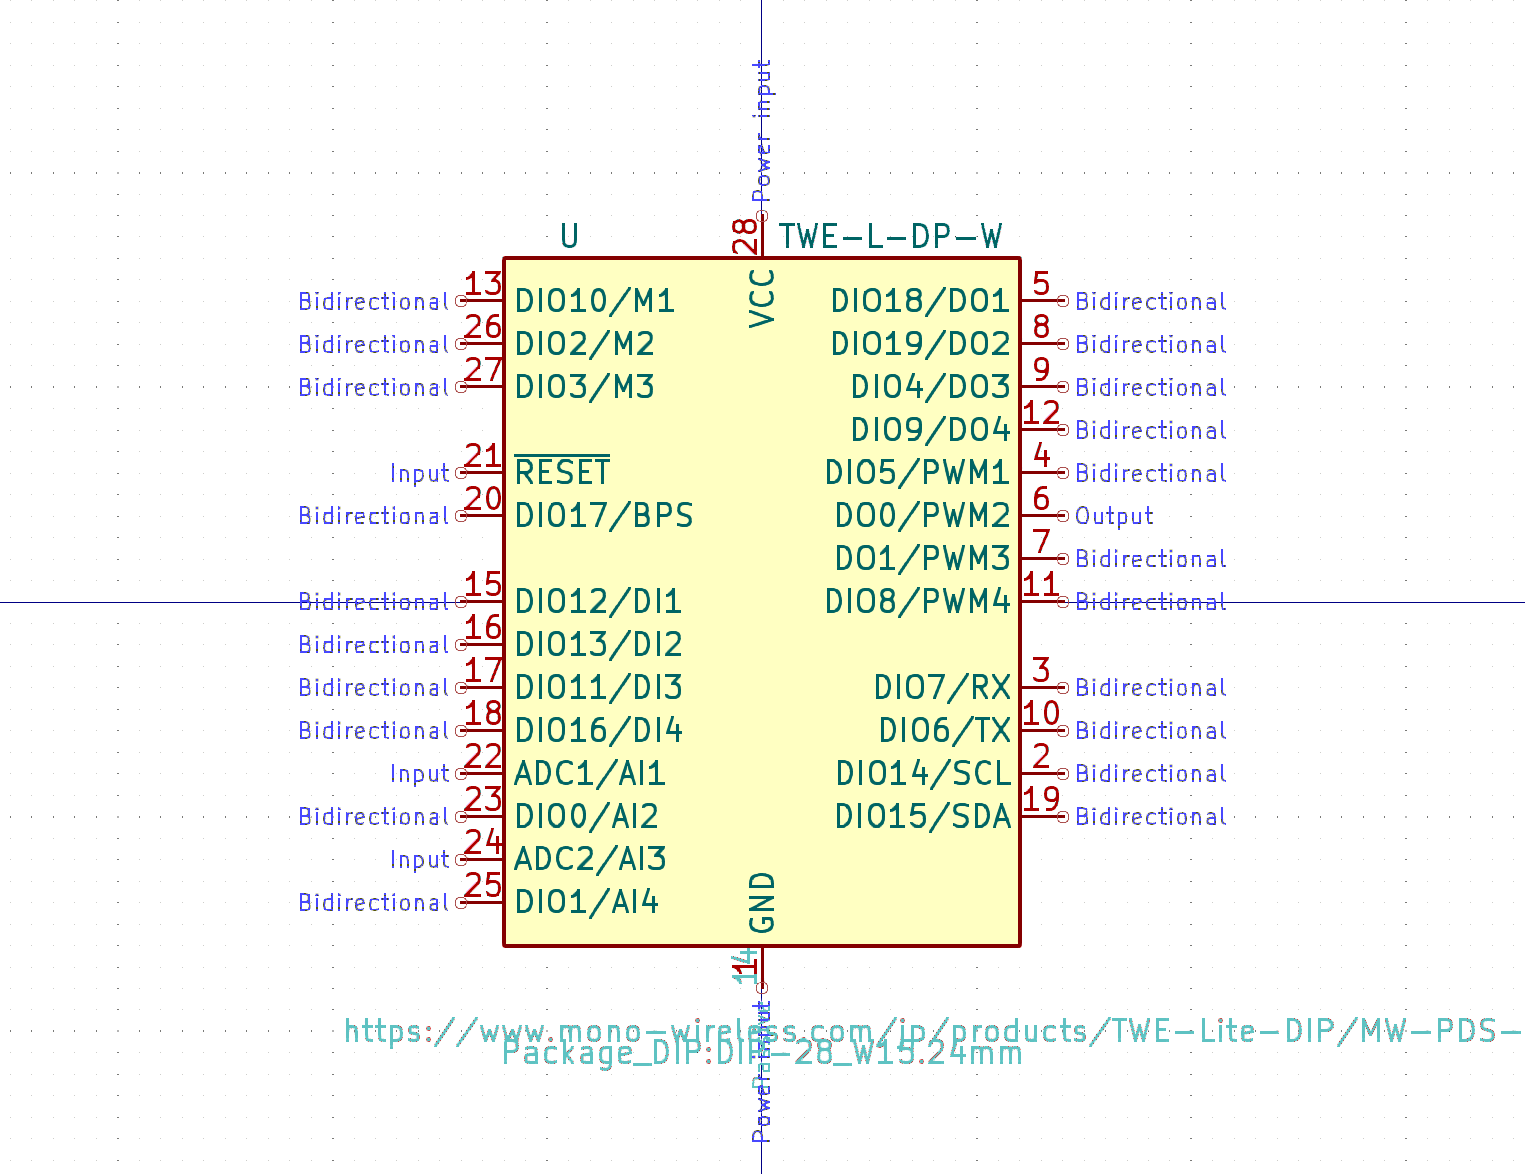 Power input
28
U
TWE-L-DP-W
VCC
Bidirectional 13 DIO10/M1
Bidirectional 26 DIO2/M2
Bidirectional 27 DIO3/M3
Input 21 RESET
Bidirectional 20 DIO17/BPS
Bidirectional 15 DIO12/DI1
Bidirectional 16 DIO13/DI2
Bidirectional 17 DIO11/DI3
Bidirectional 18 DIO16/DI4
Input 22 ADC1/AI1
Bidirectional 23 DIO0/AI2
Input 24 ADC2/AI3
Bidirectional 25 DIO1/AI4
DIO18/DO1 5 Bidirectional
DIO19/DO2 8 Bidirectional
DIO4/DO3 9 Bidirectional
DIO9/DO4 12 Bidirectional
DIO5/PWM1 4 Bidirectional
DO0/PWM2 6 Output
DO1/PWM3 7 Bidirectional
DIO8/PWM4 11 Bidirectional
DIO7/RX 3 Bidirectional
DIO6/TX 10 Bidirectional
DIO14/SCL 2 Bidirectional
DIO15/SDA 19 Bidirectional
GND
1
14
Power input
https://www.mono-wireless.com/jp/products/TWE-Lite-DIP/MW-PDS-
Package_DIP:DIP-28_W15.24mm